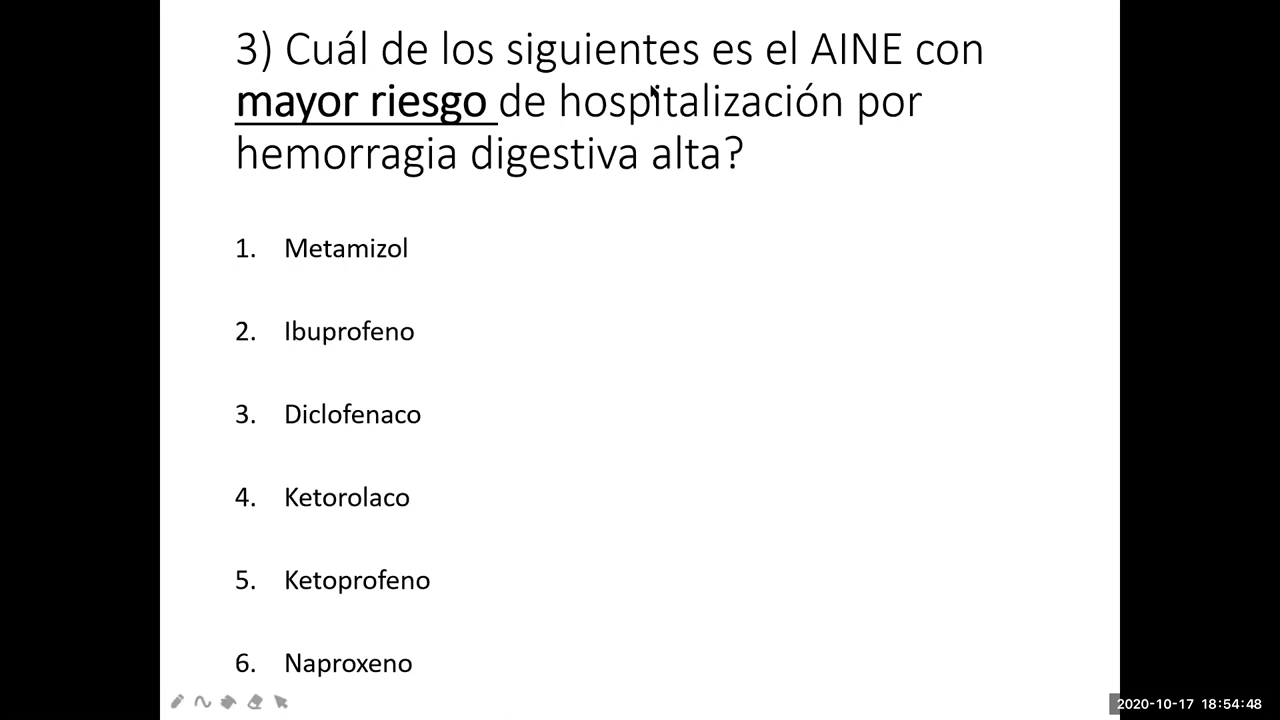 3) Cuál de los siguientes es el AINE con
mayor riesgo de hospitalización por
hemorragia digestiva alta?
1. Metamizol
2. Ibuprofeno
3. Diclofenaco
4. Ketorolaco
5. Ketoprofeno
6. Naproxeno
2020-10-17 18:54:48